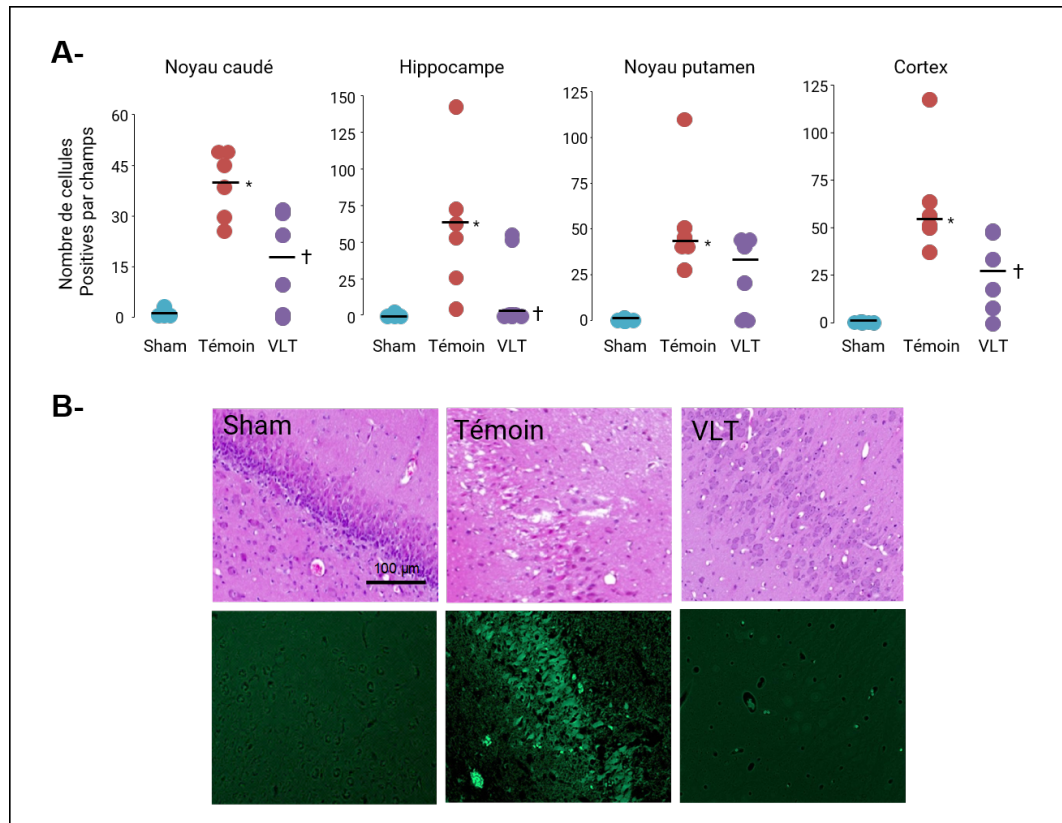 A-
Noyau caudé
Hippocampe
Noyau putamen
Cortex
Nombre de cellules
Positives par champs
60
45
30
15
0
*
†
Sham Témoin VLT
150
125
100
75
50
25
0
*
†
Sham Témoin VLT
125
100
75
50
25
0
*
Sham Témoin VLT
125
100
75
50
25
0
*
†
Sham Témoin VLT
B-
Sham
Témoin
VLT
100 µm